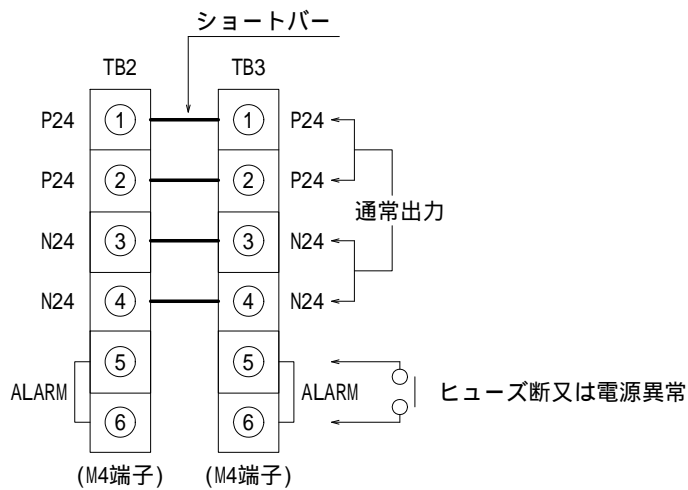 ショートバー
TB2 TB3
P24 ① ① P24
P24 ② ② P24
通常出力
N24 ③ ③ N24
N24 ④ ④ N24
⑤ ⑤
ALARM ALARM ヒューズ断又は電源異常
⑥ ⑥
(M4端子) (M4端子)